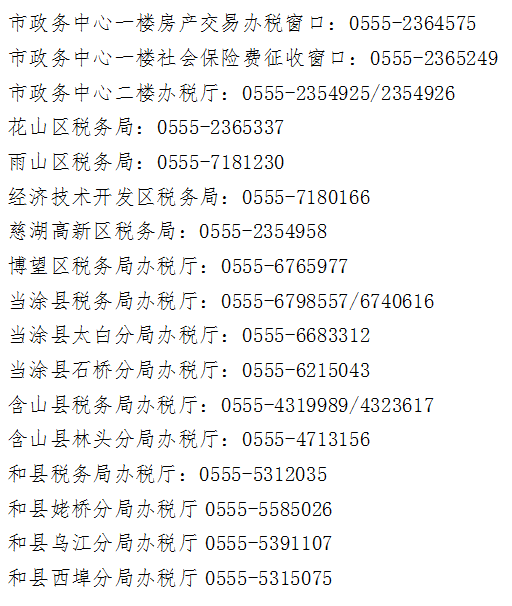 市政务中心一楼房产交易办税窗口：0555-2364575
市政务中心一楼社会保险费征收窗口：0555-2365249
市政务中心二楼办税厅：0555-2354925/2354926
花山区税务局：0555-2365337
雨山区税务局：0555-7181230
经济技术开发区税务局：0555-7180166
慈湖高新区税务局：0555-2354958
博望区税务局办税厅：0555-6765977
当涂县税务局办税厅：0555-6798557/6740616
当涂县太白分局办税厅：0555-6683312
当涂县石桥分局办税厅：0555-6215043
含山县税务局办税厅：0555-4319989/4323617
含山县林头分局办税厅：0555-4713156
和县税务局办税厅：0555-5312035
和县姥桥分局办税厅 0555-5585026
和县乌江分局办税厅 0555-5391107
和县西埠分局办税厅 0555-5315075